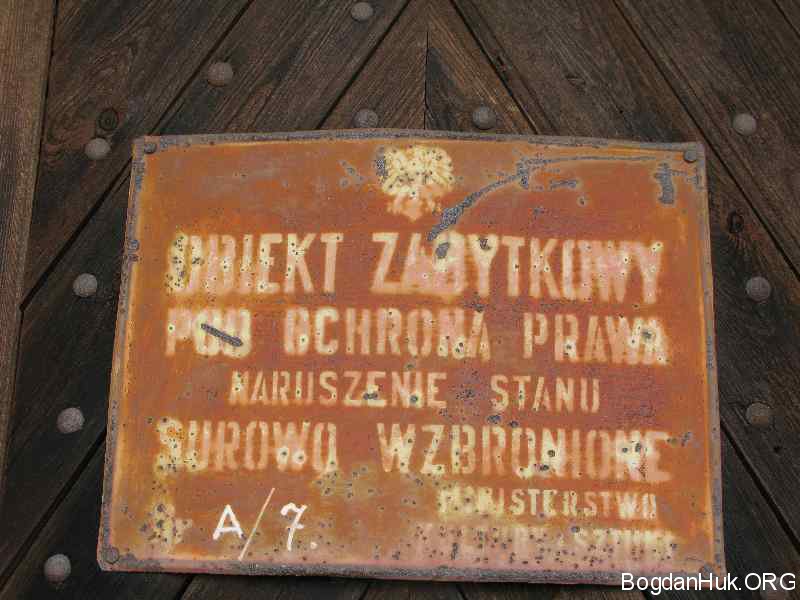 OBIEKT ZABYTKOWY
POD OCHRONA PRAWA
NARUSZENIE STANU
SUROWO WZBRONIONE
MINISTERSTWO
A/7.
BogdanHuk.ORG